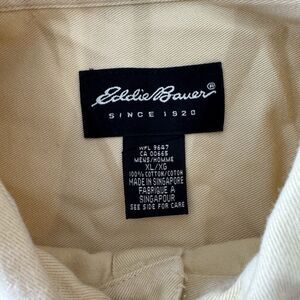 Eddie Bauer®
SINCE 1920
WPL 9647
CA 00665
MENS/HOMME
XL/XG
100% COTTON/COTON
MADE IN SINGAPORE
FABRIQUE A
SINGAPOUR
SEE SIDE FOR CARE